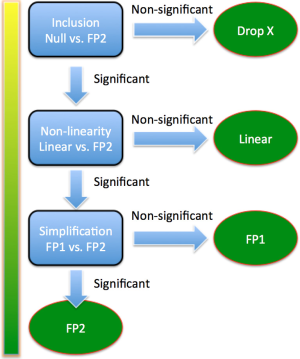 Inclusion
Null vs. FP2
Non-significant
Drop X
Significant
Non-linearity
Linear vs. FP2
Non-significant
Linear
Significant
Simplification
FP1 vs. FP2
Non-significant
FP1
Significant
FP2